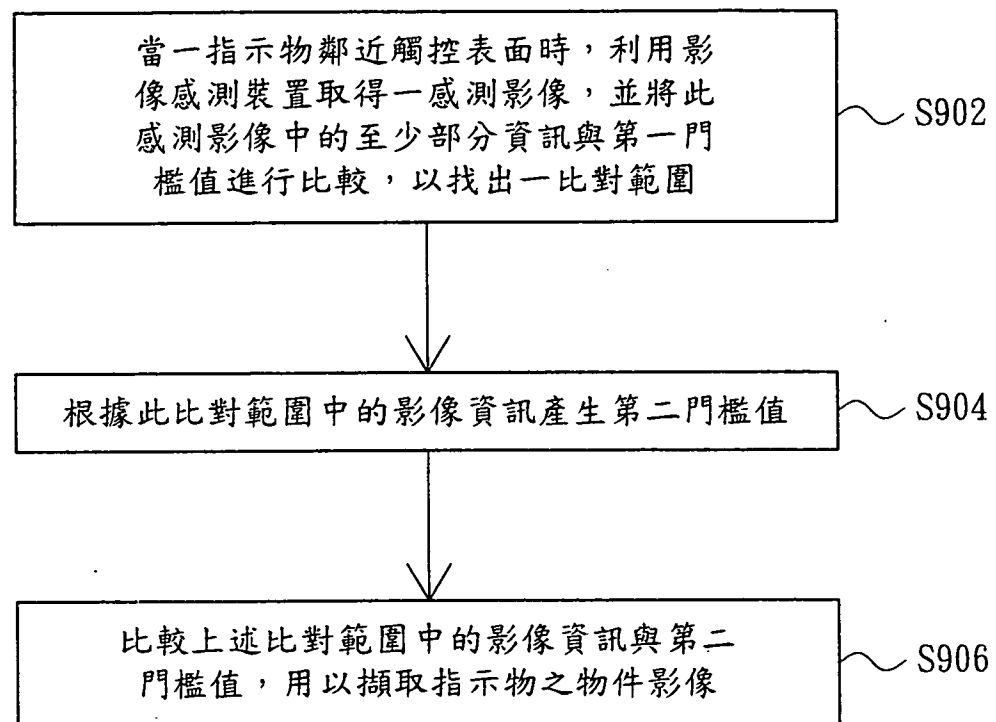 當一指示物鄰近觸控表面時，利用影
像感測裝置取得一感測影像，並將此
感測影像中的至少部分資訊與第一門
檻值進行比較，以找出一比對範圍
S902
根據此比對範圍中的影像資訊產生第二門檻值
S904
比較上述比對範圍中的影像資訊與第二
門檻值，用以擷取指示物之物件影像
S906